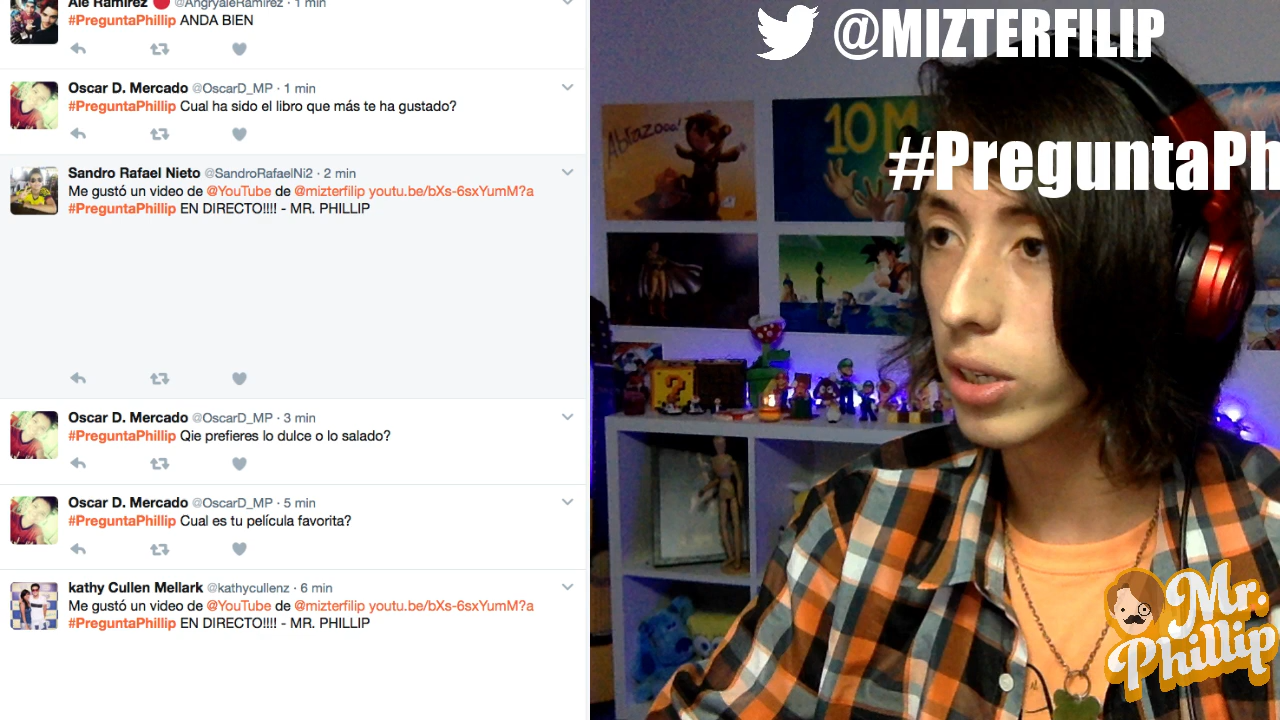 Ale Ramirez @AngryaleRamirez · 1 min
#PreguntaPhillip ANDA BIEN
Oscar D. Mercado @OscarD_MP · 1 min
#PreguntaPhillip Cual ha sido el libro que más te ha gustado?
Sandro Rafael Nieto @SandroRafaelNi2 · 2 min
Me gustó un video de @YouTube de @mizterfilip youtu.be/bXs-6sxYumM?a
#PreguntaPhillip EN DIRECTO!!!! - MR. PHILLIP
Oscar D. Mercado @OscarD_MP · 3 min
#PreguntaPhillip Qie prefieres lo dulce o lo salado?
Oscar D. Mercado @OscarD_MP · 5 min
#PreguntaPhillip Cual es tu película favorita?
kathy Cullen Mellark @kathycullenz · 6 min
Me gustó un video de @YouTube de @mizterfilip youtu.be/bXs-6sxYumM?a
#PreguntaPhillip EN DIRECTO!!!! - MR. PHILLIP
@MIZTERFILIP
#PreguntaPh
Abrazooo!
10 M
?
Mr.
Phillip